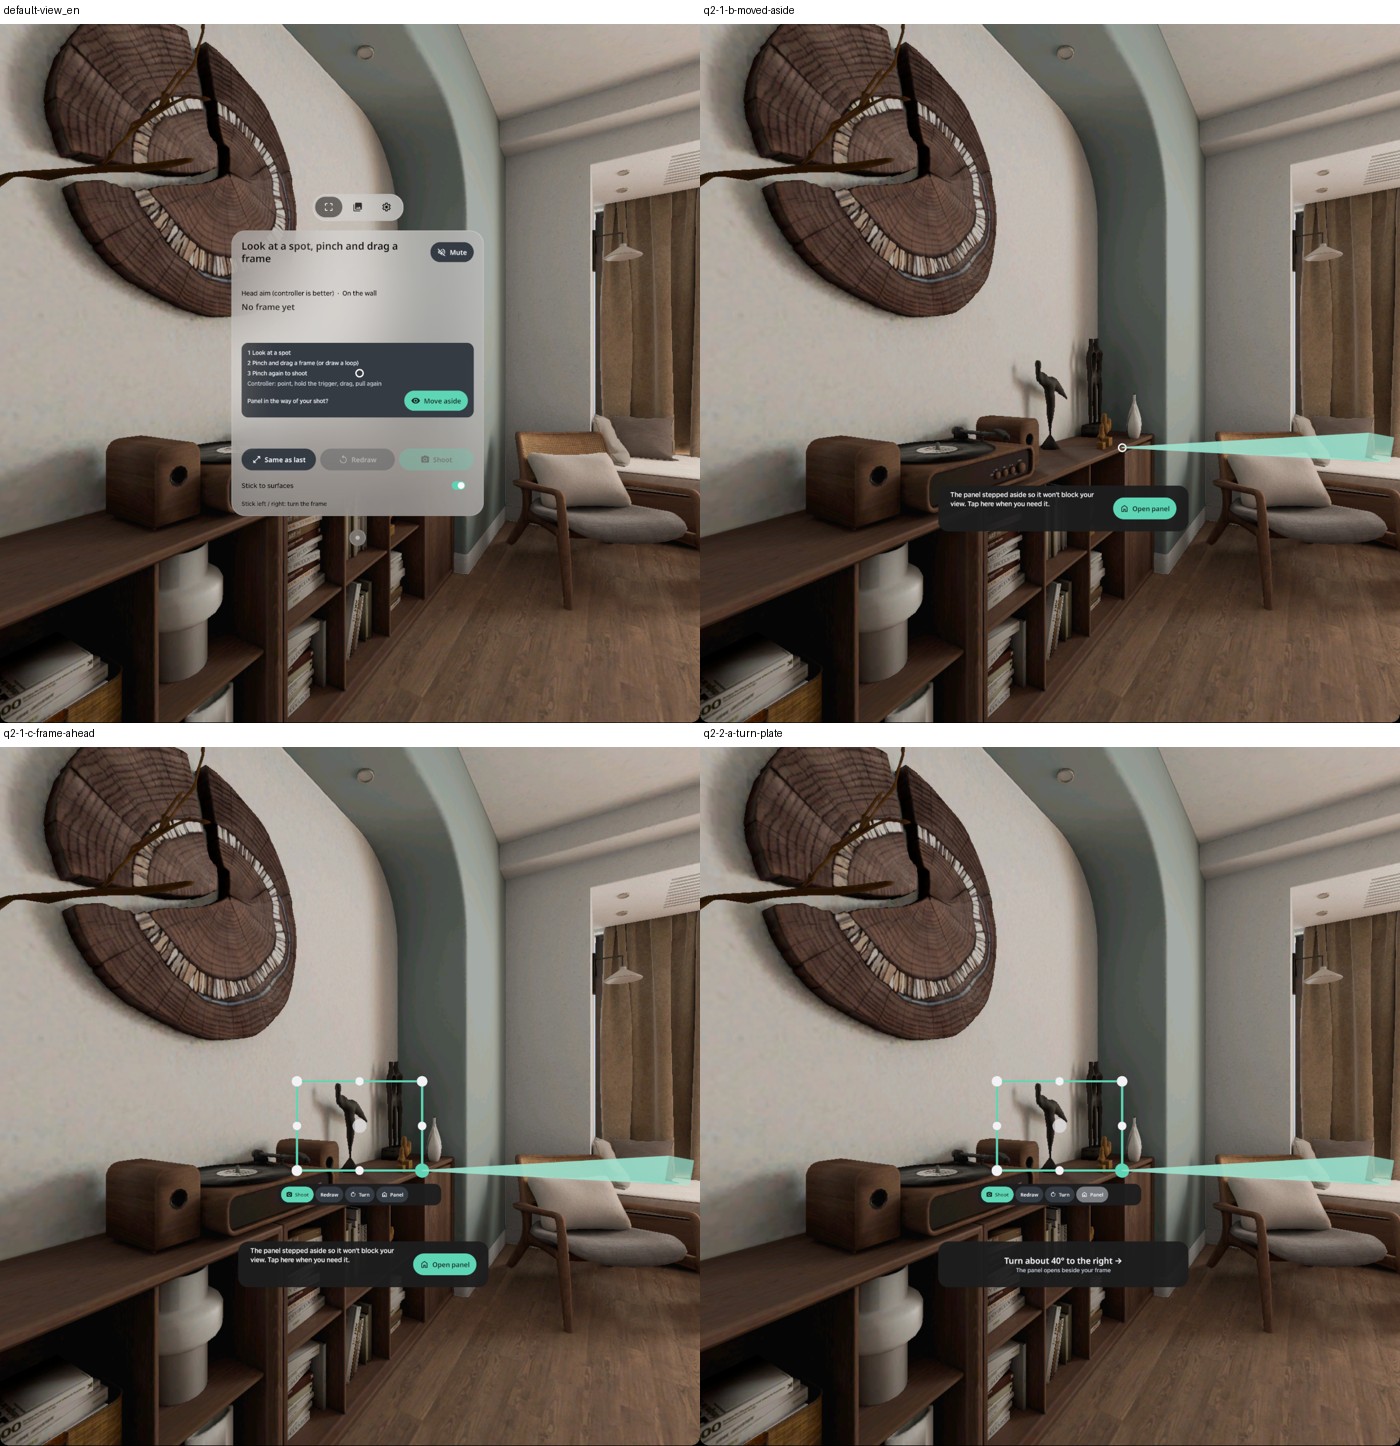 default-view_en
Look at a spot, pinch and drag a
frame
Mute
Head aim (controller is better) · On the wall
No frame yet
1 Look at a spot
2 Pinch and drag a frame (or draw a loop)
3 Pinch again to shoot
Controller: point, hold the trigger, drag, pull again
Panel in the way of your shot?
Move aside
Same as last
Redraw
Shoot
Stick to surfaces
Stick left / right: turn the frame
q2-1-b-moved-aside
The panel stepped aside so it won't block your
view. Tap here when you need it.
Open panel
q2-1-c-frame-ahead
Shoot
Redraw
Turn
Panel
The panel stepped aside so it won't block your
view. Tap here when you need it.
Open panel
q2-2-a-turn-plate
Shoot
Redraw
Turn
Panel
Turn about 40° to the right →
The panel opens beside your frame